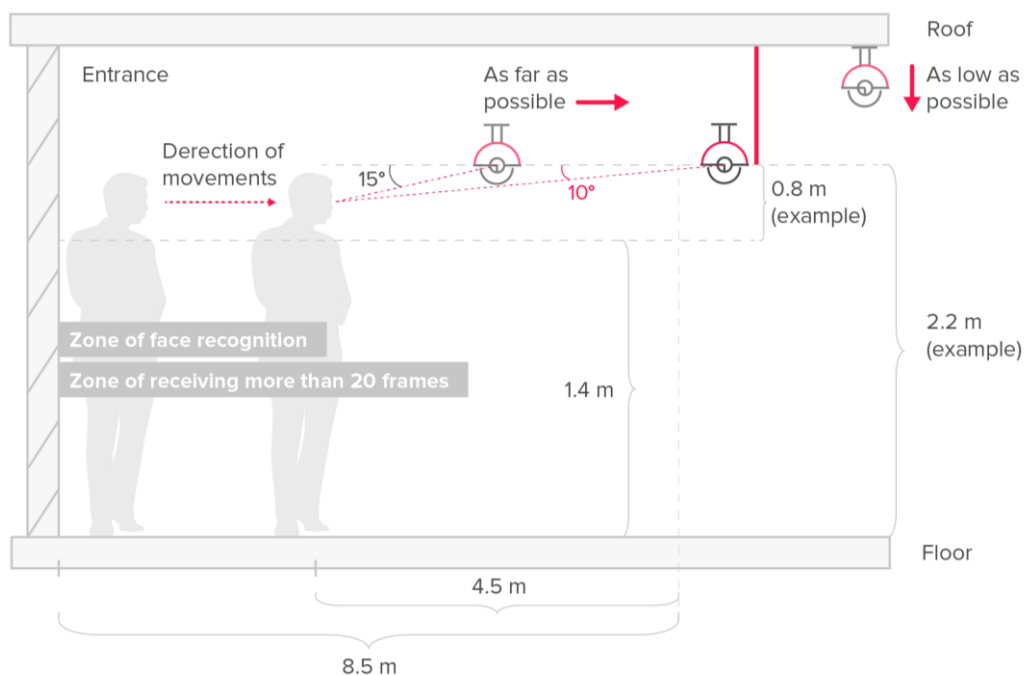 Roof
Entrance
As far as
possible
As low as
possible
Derection of
movements
15°
10°
0.8 m
(example)
2.2 m
(example)
Zone of face recognition
Zone of receiving more than 20 frames
1.4 m
Floor
4.5 m
8.5 m